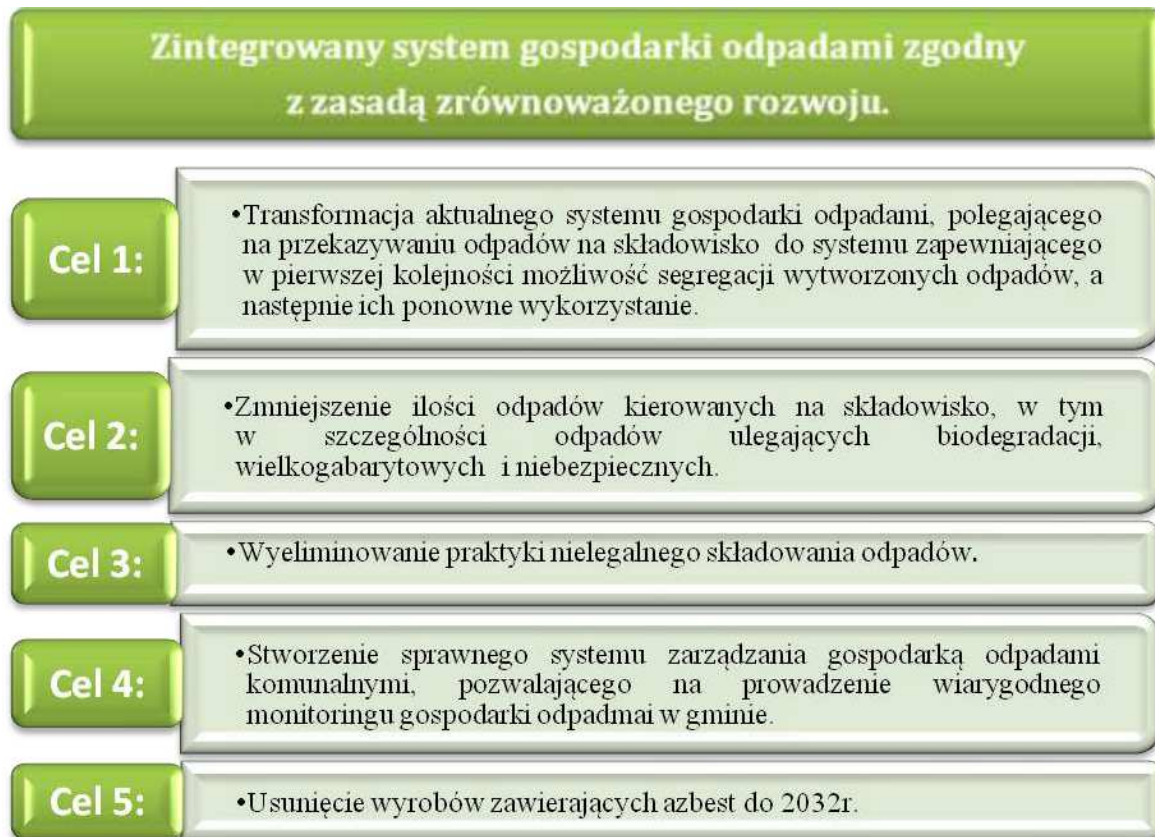 Zintegrowany system gospodarki odpadami zgodny
z zasadą zrównoważonego rozwoju.
Cel 1:
•Transformacja aktualnego systemu gospodarki odpadami, polegającego
na przekazywaniu odpadów na składowisko do systemu zapewniającego
w pierwszej kolejności możliwość segregacji wytworzonych odpadów, a
następnie ich ponowne wykorzystanie.
Cel 2:
•Zmniejszenie ilości odpadów kierowanych na składowisko, w tym
w szczególności odpadów ulegających biodegradacji,
wielkogabarytowych i niebezpiecznych.
Cel 3:
•Wyeliminowanie praktyki nielegalnego składowania odpadów.
Cel 4:
•Stworzenie sprawnego systemu zarządzania gospodarką odpadami
komunalnymi, pozwalającego na prowadzenie wiarygodnego
monitoringu gospodarki odpadmai w gminie.
Cel 5:
•Usunięcie wyrobów zawierających azbest do 2032r.